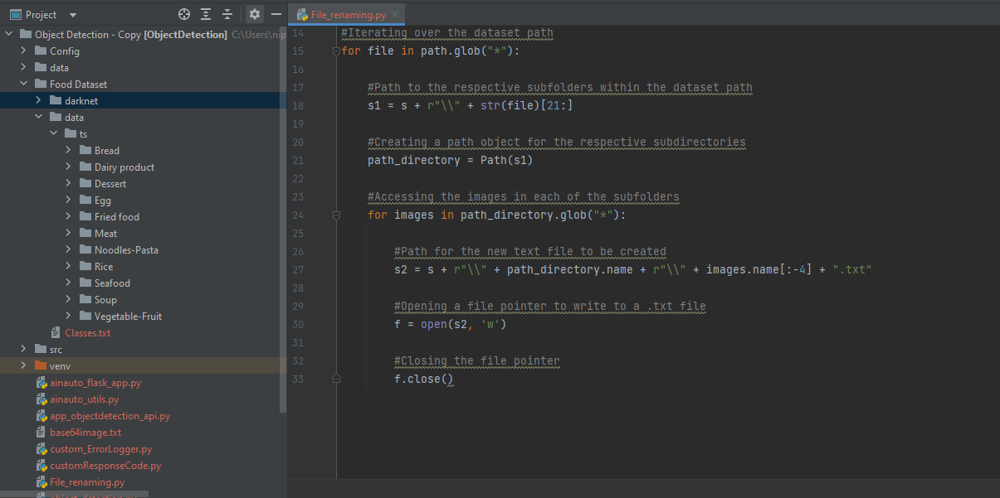 Project
File_renaming.py
Object Detection - Copy [ObjectDetection] C:\Users\nip
Config
data
Food Dataset
darknet
data
ts
Bread
Dairy product
Dessert
Egg
Fried food
Meat
Noodles-Pasta
Rice
Seafood
Soup
Vegetable-Fruit
Classes.txt
src
venv
ainauto_flask_app.py
ainauto_utils.py
app_objectdetection_api.py
base64image.txt
custom_ErrorLogger.py
customResponseCode.py
File_renaming.py
object_detection.py
14 #Iterating over the dataset path
15 for file in path.glob("*"):
16
17 #Path to the respective subfolders within the dataset path
18 s1 = s + r"\\" + str(file)[21:]
19
20 #Creating a path object for the respective subdirectories
21 path_directory = Path(s1)
22
23 #Accessing the images in each of the subfolders
24 for images in path_directory.glob("*"):
25
26 #Path for the new text file to be created
27 s2 = s + r"\\" + path_directory.name + r"\\" + images.name[:-4] + ".txt"
28
29 #Opening a file pointer to write to a .txt file
30 f = open(s2, 'w')
31
32 #Closing the file pointer
33 f.close()